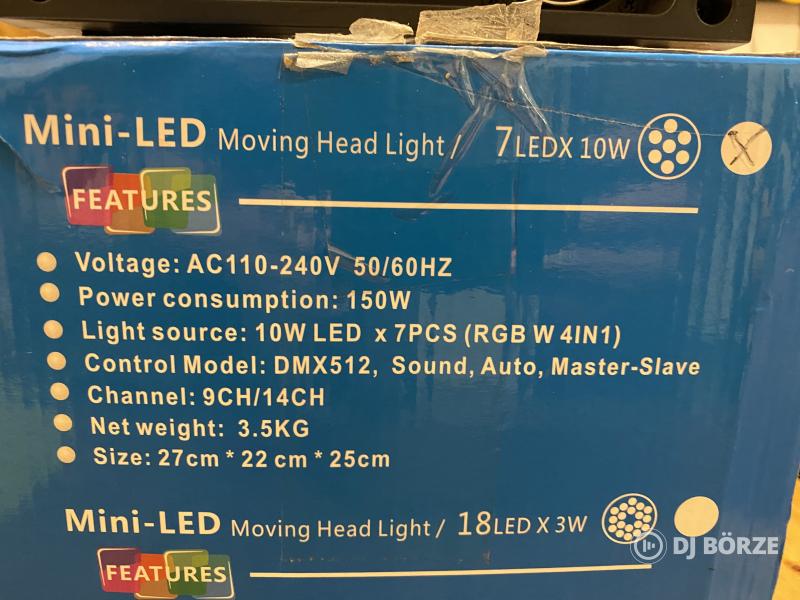 Mini-LED Moving Head Light / 7LEDX 10W
FEATURES
Voltage: AC110-240V 50/60HZ
Power consumption: 150W
Light source: 10W LED x 7PCS (RGB W 4IN1)
Control Model: DMX512, Sound, Auto, Master-Slave
Channel: 9CH/14CH
Net weight: 3.5KG
Size: 27cm * 22 cm * 25cm
Mini-LED Moving Head Light / 18LED X 3W
DJ BÖRZE
FEATURES